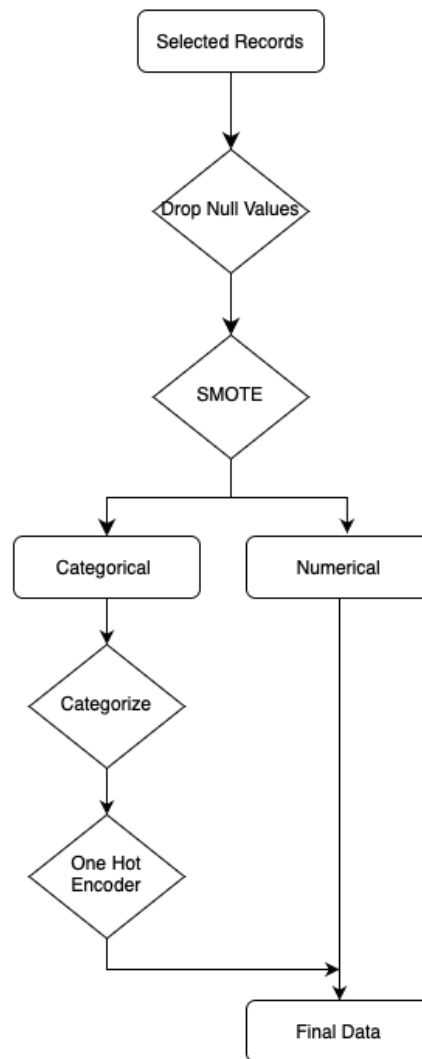 Selected Records
Drop Null Values
SMOTE
Categorical
Numerical
Categorize
One Hot
Encoder
Final Data